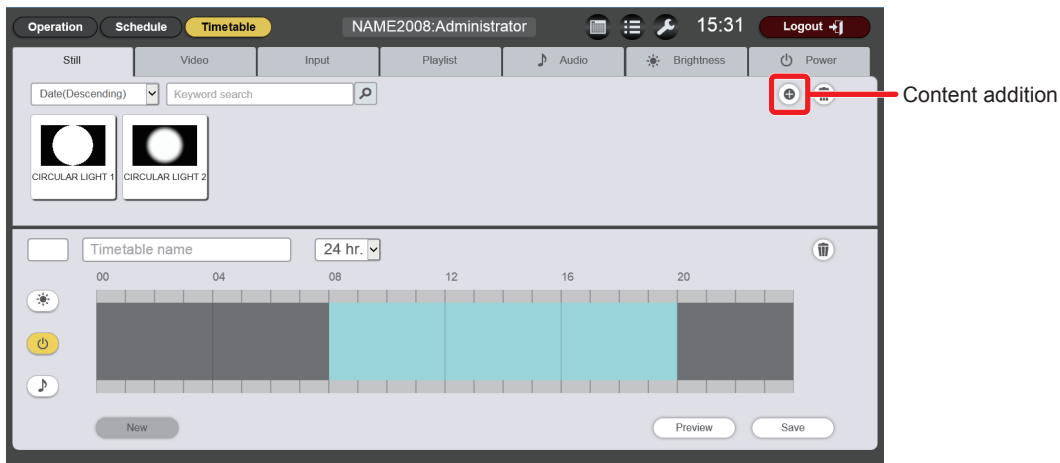 Operation Schedule Timetable NAME2008:Administrator 15:31 Logout
Still Video Input Playlist Audio Brightness Power
Date(Descending) Keyword search
Content addition
CIRCULAR LIGHT 1 CIRCULAR LIGHT 2
Timetable name 24 hr.
00 04 08 12 16 20
New Preview Save